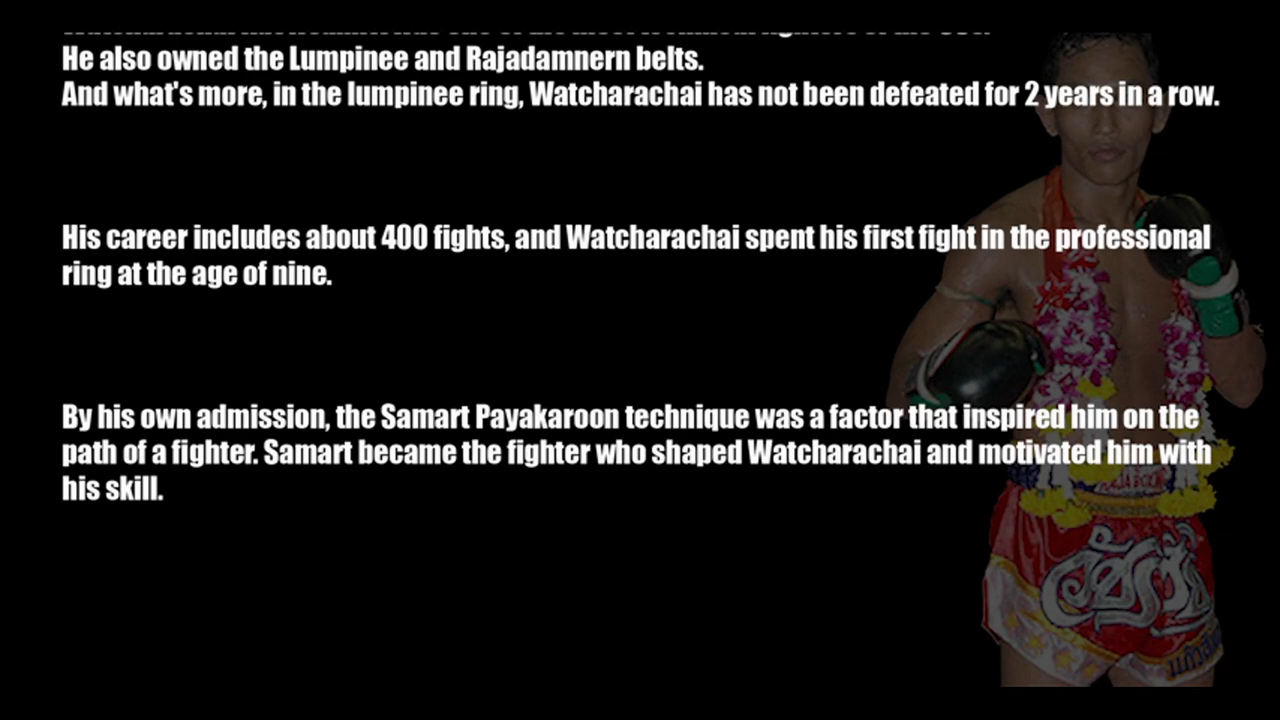 He also owned the Lumpinee and Rajadamnern belts.
And what's more, in the lumpinee ring, Watcharachai has not been defeated for 2 years in a row.
His career includes about 400 fights, and Watcharachai spent his first fight in the professional
ring at the age of nine.
By his own admission, the Samart Payakaroon technique was a factor that inspired him on the
path of a fighter. Samart became the fighter who shaped Watcharachai and motivated him with
his skill.